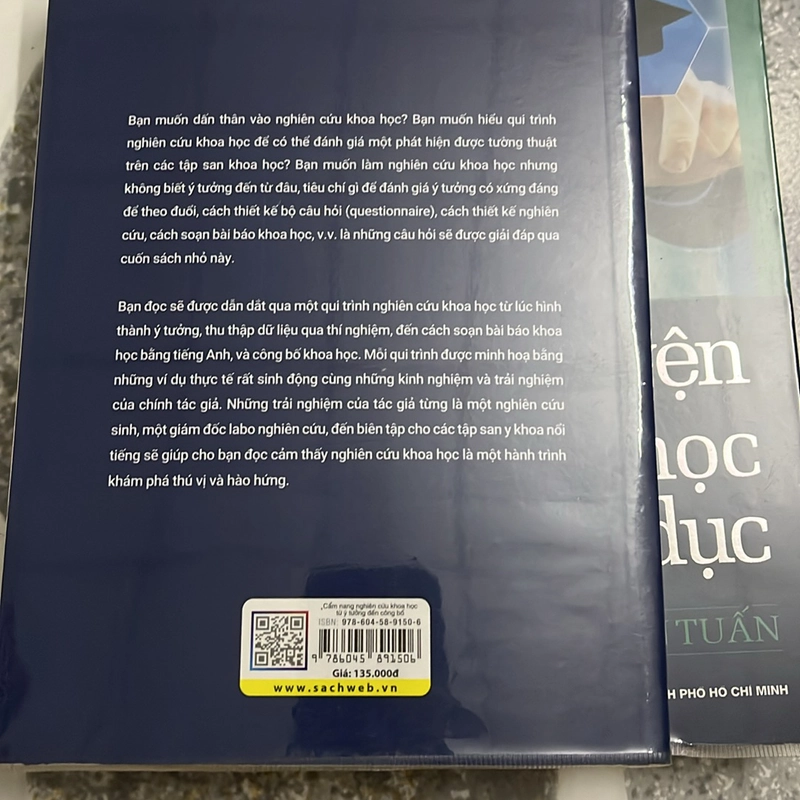 Bạn muốn dấn thân vào nghiên cứu khoa học? Bạn muốn hiểu qui trình
nghiên cứu khoa học để có thể đánh giá một phát hiện được tường thuật
trên các tập san khoa học? Bạn muốn làm nghiên cứu khoa học nhưng
không biết ý tưởng đến từ đâu, tiêu chí gì để đánh giá ý tưởng có xứng đáng
để theo đuổi, cách thiết kế bộ câu hỏi (questionnaire), cách thiết kế nghiên
cứu, cách soạn bài báo khoa học, v.v. là những câu hỏi sẽ được giải đáp qua
cuốn sách nhỏ này.
Bạn đọc sẽ được dẫn dắt qua một qui trình nghiên cứu khoa học từ lúc hình
thành ý tưởng, thu thập dữ liệu qua thí nghiệm, đến cách soạn bài báo khoa
học bằng tiếng Anh, và công bố khoa học. Mỗi qui trình được minh hoạ bằng
những ví dụ thực tế rất sinh động cùng những kinh nghiệm và trải nghiệm
của chính tác giả. Những trải nghiệm của tác giả từng là một nghiên cứu
sinh, một giám đốc labo nghiên cứu, đến biên tập cho các tập san y khoa nổi
tiếng sẽ giúp cho bạn đọc cảm thấy nghiên cứu khoa học là một hành trình
khám phá thú vị và hào hứng.
Cẩm nang nghiên cứu khoa học
từ ý tưởng đến công bố
ISBN: 978-604-58-9150-6
9 786045 891506
Giá: 135.000đ
www.sachweb.vn
yện
học
dục
TUẤN
H PHỐ HỒ CHÍ MINH